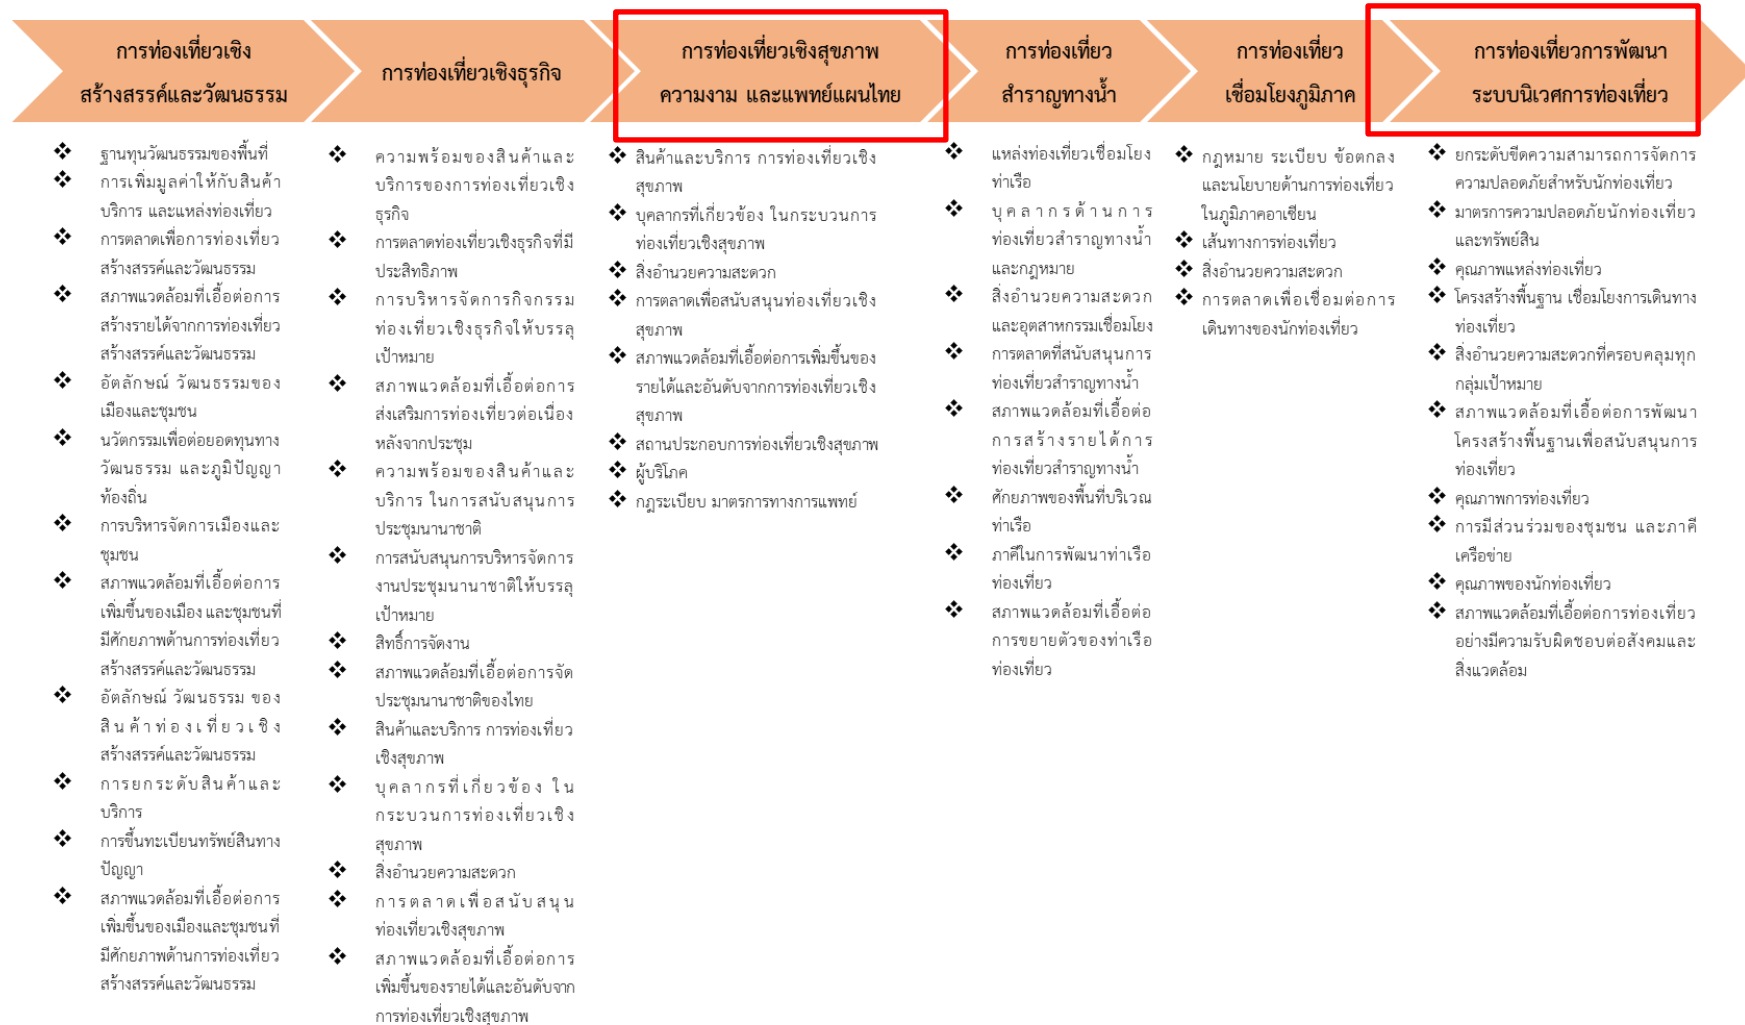 การท่องเที่ยวเชิง
สร้างสรรค์และวัฒนธรรม
การท่องเที่ยวเชิงธุรกิจ
การท่องเที่ยวเชิงสุขภาพ
ความงาม และแพทย์แผนไทย
การท่องเที่ยว
สำราญทางน้ำ
การท่องเที่ยว
เชื่อมโยงภูมิภาค
การท่องเที่ยวการพัฒนา
ระบบนิเวศการท่องเที่ยว
❖ ฐานทุนวัฒนธรรมของพื้นที่
❖ การเพิ่มมูลค่าให้กับสินค้า
บริการ และแหล่งท่องเที่ยว
❖ การตลาดเพื่อการท่องเที่ยว
สร้างสรรค์และวัฒนธรรม
❖ สภาพแวดล้อมที่เอื้อต่อการ
สร้างรายได้จากการท่องเที่ยว
สร้างสรรค์และวัฒนธรรม
❖ อัตลักษณ์ วัฒนธรรมของ
เมืองและชุมชน
❖ นวัตกรรมเพื่อต่อยอดทุนทาง
วัฒนธรรม และภูมิปัญญา
ท้องถิ่น
❖ การบริหารจัดการเมืองและ
ชุมชน
❖ สภาพแวดล้อมที่เอื้อต่อการ
เพิ่มขึ้นของเมือง และชุมชนที่
มีศักยภาพด้านการท่องเที่ยว
สร้างสรรค์และวัฒนธรรม
❖ อัตลักษณ์ วัฒนธรรม ของ
สินค้าท่องเที่ยวเชิง
สร้างสรรค์และวัฒนธรรม
❖ การยกระดับสินค้าและ
บริการ
❖ การขึ้นทะเบียนทรัพย์สินทาง
ปัญญา
❖ สภาพแวดล้อมที่เอื้อต่อการ
เพิ่มขึ้นของเมืองและชุมชนที่
มีศักยภาพด้านการท่องเที่ยว
สร้างสรรค์และวัฒนธรรม
❖ ความพร้อมของสินค้าและ
บริการของการท่องเที่ยวเชิง
ธุรกิจ
❖ การตลาดท่องเที่ยวเชิงธุรกิจที่มี
ประสิทธิภาพ
❖ การบริหารจัดการกิจกรรม
ท่องเที่ยวเชิงธุรกิจให้บรรลุ
เป้าหมาย
❖ สภาพแวดล้อมที่เอื้อต่อการ
ส่งเสริมการท่องเที่ยวต่อเนื่อง
หลังจากประชุม
❖ ความพร้อมของสินค้าและ
บริการ ในการสนับสนุนการ
ประชุมนานาชาติ
❖ การสนับสนุนการบริหารจัดการ
งานประชุมนานาชาติให้บรรลุ
เป้าหมาย
❖ สิทธิ์การจัดงาน
❖ สภาพแวดล้อมที่เอื้อต่อการจัด
ประชุมนานาชาติของไทย
❖ สินค้าและบริการ การท่องเที่ยว
เชิงสุขภาพ
❖ บุคลากรที่เกี่ยวข้อง ใน
กระบวนการท่องเที่ยวเชิง
สุขภาพ
❖ สิ่งอำนวยความสะดวก
❖ การตลาดเพื่อสนับสนุน
ท่องเที่ยวเชิงสุขภาพ
❖ สภาพแวดล้อมที่เอื้อต่อการ
เพิ่มขึ้นของรายได้และอันดับจาก
การท่องเที่ยวเชิงสุขภาพ
❖ สินค้าและบริการ การท่องเที่ยวเชิง
สุขภาพ
❖ บุคลากรที่เกี่ยวข้อง ในกระบวนการ
ท่องเที่ยวเชิงสุขภาพ
❖ สิ่งอำนวยความสะดวก
❖ การตลาดเพื่อสนับสนุนท่องเที่ยวเชิง
สุขภาพ
❖ สภาพแวดล้อมที่เอื้อต่อการเพิ่มขึ้นของ
รายได้และอันดับจากการท่องเที่ยวเชิง
สุขภาพ
❖ สถานประกอบการท่องเที่ยวเชิงสุขภาพ
❖ ผู้บริโภค
❖ กฎระเบียบ มาตรการทางการแพทย์
❖ แหล่งท่องเที่ยวเชื่อมโยง
ท่าเรือ
❖ บุคลากรด้านการ
ท่องเที่ยวสำราญทางน้ำ
และกฎหมาย
❖ สิ่งอำนวยความสะดวก
และอุตสาหกรรมเชื่อมโยง
❖ การตลาดที่สนับสนุนการ
ท่องเที่ยวสำราญทางน้ำ
❖ สภาพแวดล้อมที่เอื้อต่อ
การสร้างรายได้การ
ท่องเที่ยวสำราญทางน้ำ
❖ ศักยภาพของพื้นที่บริเวณ
ท่าเรือ
❖ ภาคีในการพัฒนาท่าเรือ
ท่องเที่ยว
❖ สภาพแวดล้อมที่เอื้อต่อ
การขยายตัวของท่าเรือ
ท่องเที่ยว
❖ กฎหมาย ระเบียบ ข้อตกลง
และนโยบายด้านการท่องเที่ยว
ในภูมิภาคอาเซียน
❖ เส้นทางการท่องเที่ยว
❖ สิ่งอำนวยความสะดวก
❖ การตลาดเพื่อเชื่อมต่อการ
เดินทางของนักท่องเที่ยว
❖ ยกระดับขีดความสามารถการจัดการ
ความปลอดภัยสำหรับนักท่องเที่ยว
❖ มาตรการความปลอดภัยนักท่องเที่ยว
และทรัพย์สิน
❖ คุณภาพแหล่งท่องเที่ยว
❖ โครงสร้างพื้นฐาน เชื่อมโยงการเดินทาง
ท่องเที่ยว
❖ สิ่งอำนวยความสะดวกที่ครอบคลุมทุก
กลุ่มเป้าหมาย
❖ สภาพแวดล้อมที่เอื้อต่อการพัฒนา
โครงสร้างพื้นฐานเพื่อสนับสนุนการ
ท่องเที่ยว
❖ คุณภาพการท่องเที่ยว
❖ การมีส่วนร่วมของชุมชน และภาคี
เครือข่าย
❖ คุณภาพของนักท่องเที่ยว
❖ สภาพแวดล้อมที่เอื้อต่อการท่องเที่ยว
อย่างมีความรับผิดชอบต่อสังคมและ
สิ่งแวดล้อม